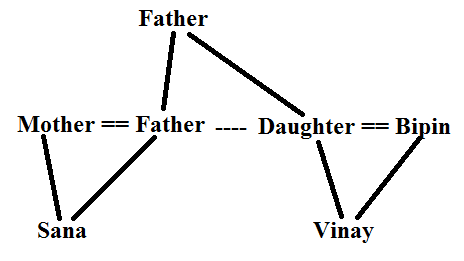 Father
Mother == Father ---- Daughter == Bipin
Sana Vinay